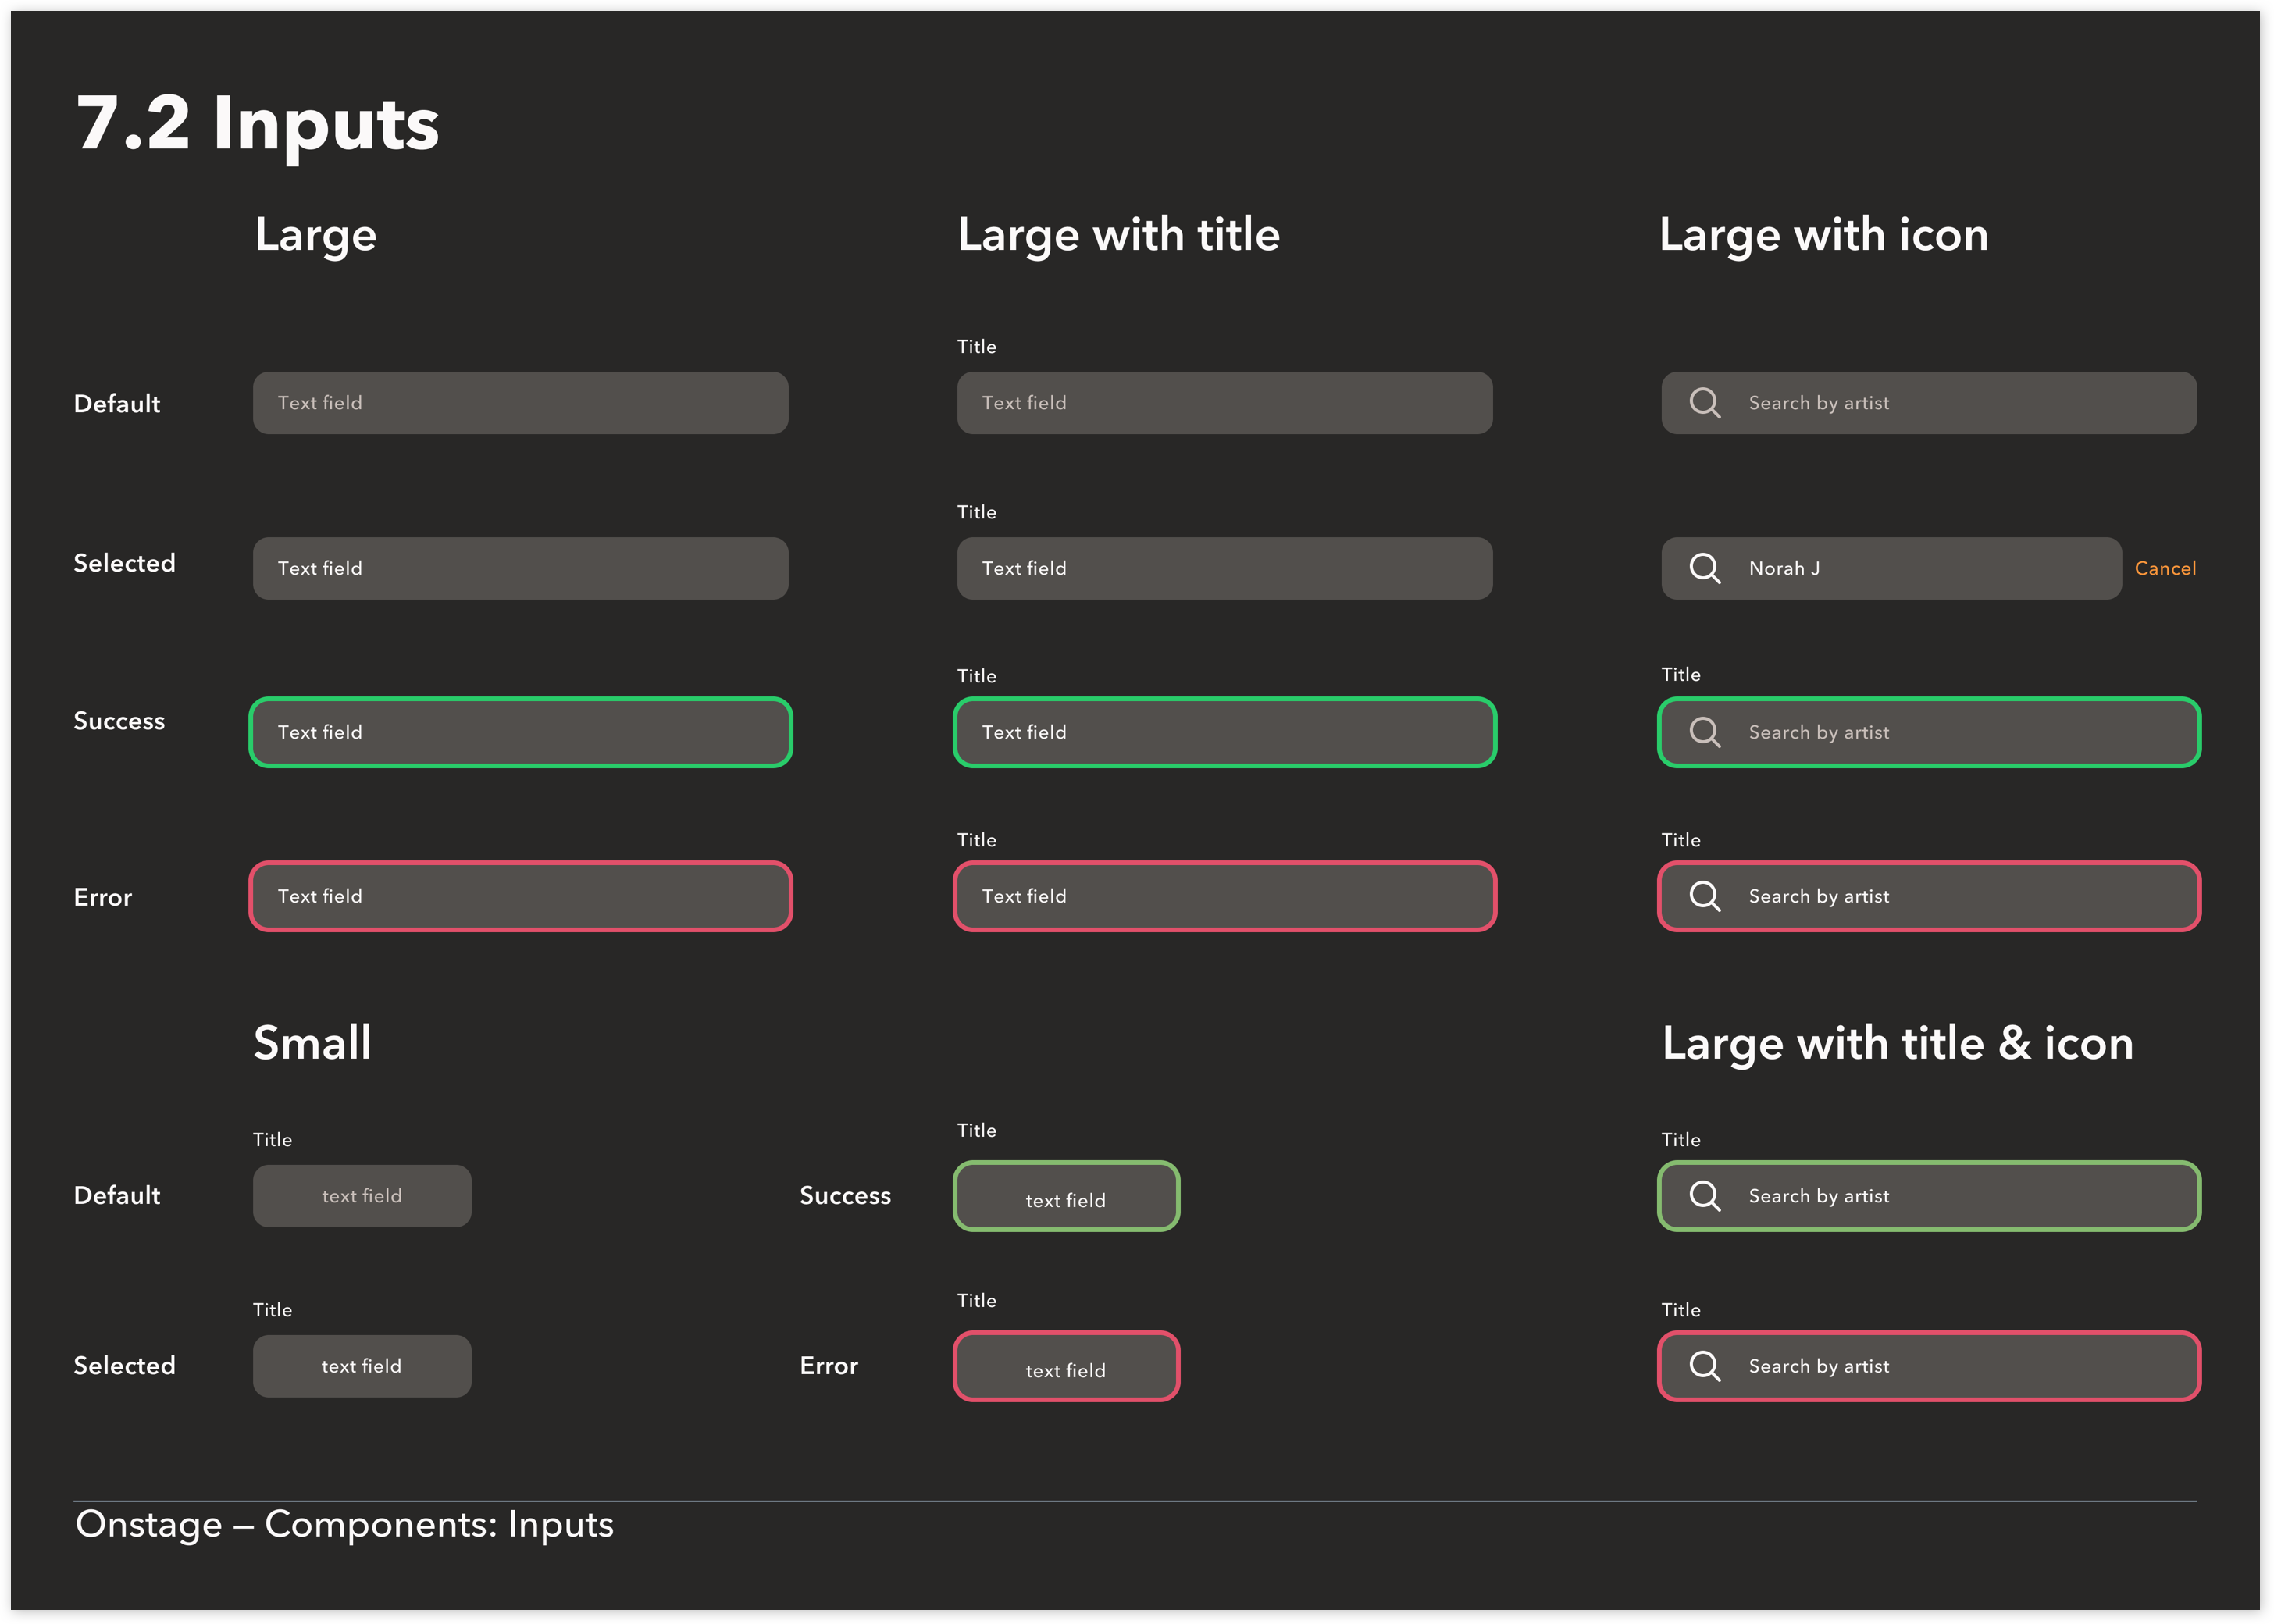 7.2 Inputs
Large
Large with title
Large with icon
Title
Default
Text field
Text field
Search by artist
Title
Selected
Text field
Text field
Norah J
Cancel
Title
Title
Success
Text field
Text field
Search by artist
Title
Title
Error
Text field
Text field
Search by artist
Small
Large with title & icon
Title
Title
Title
Default
text field
Success
text field
Search by artist
Title
Title
Title
Selected
text field
Error
text field
Search by artist
Onstage – Components: Inputs